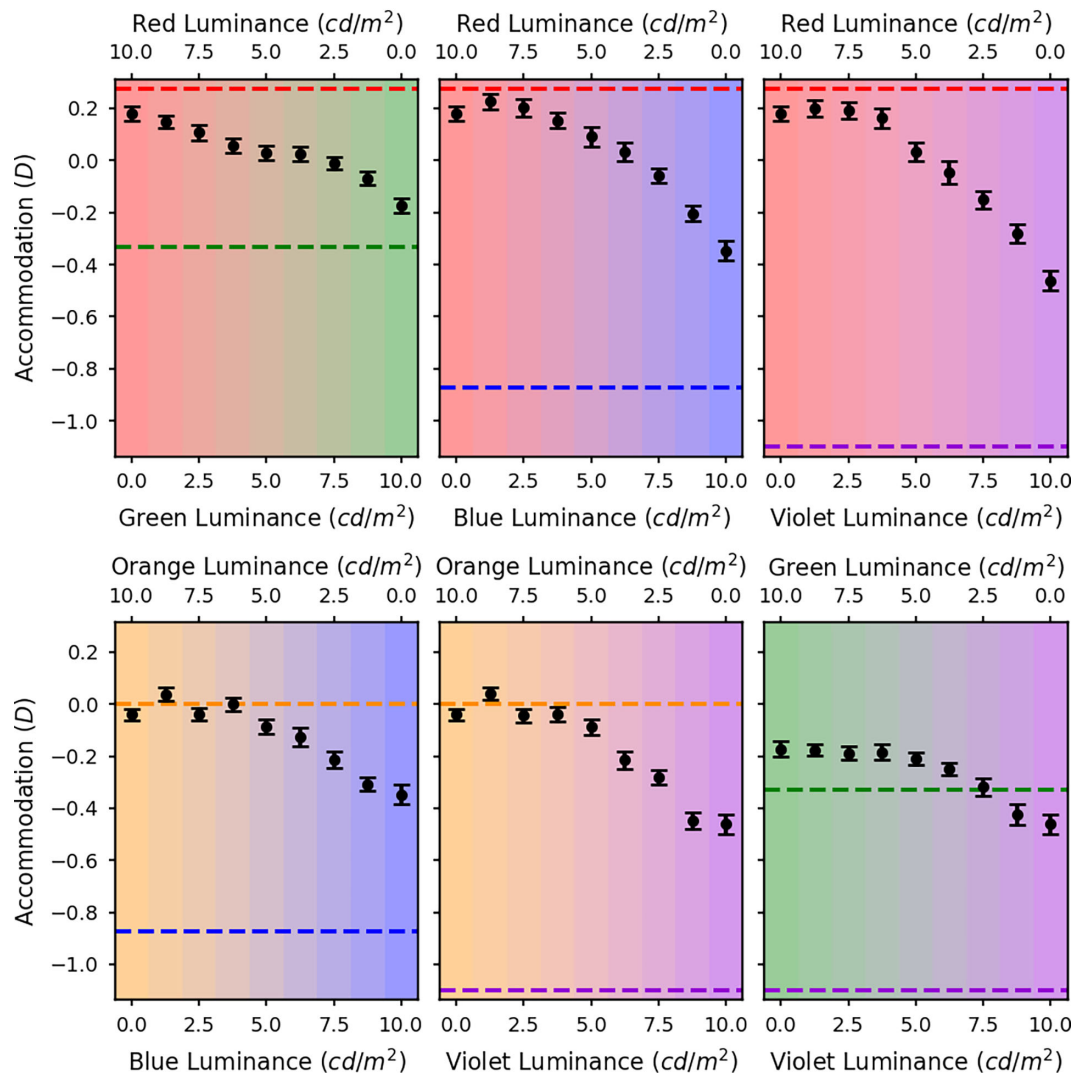 Red Luminance (cd/m²) Red Luminance (cd/m²) Red Luminance (cd/m²)
10.0 7.5 5.0 2.5 0.0 10.0 7.5 5.0 2.5 0.0 10.0 7.5 5.0 2.5 0.0
Accommodation (D)
0.2
0.0
−0.2
−0.4
−0.6
−0.8
−1.0
0.0 2.5 5.0 7.5 10.0 0.0 2.5 5.0 7.5 10.0 0.0 2.5 5.0 7.5 10.0
Green Luminance (cd/m²) Blue Luminance (cd/m²) Violet Luminance (cd/m²)
Orange Luminance (cd/m²) Orange Luminance (cd/m²) Green Luminance (cd/m²)
10.0 7.5 5.0 2.5 0.0 10.0 7.5 5.0 2.5 0.0 10.0 7.5 5.0 2.5 0.0
Accommodation (D)
0.2
0.0
−0.2
−0.4
−0.6
−0.8
−1.0
0.0 2.5 5.0 7.5 10.0 0.0 2.5 5.0 7.5 10.0 0.0 2.5 5.0 7.5 10.0
Blue Luminance (cd/m²) Violet Luminance (cd/m²) Violet Luminance (cd/m²)